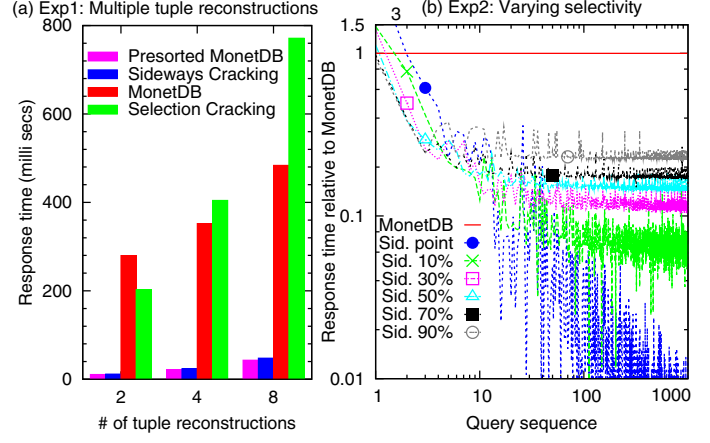 (a) Exp1: Multiple tuple reconstructions
Response time (milli secs)
800
600
400
200
0
Presorted MonetDB
Sideways Cracking
MonetDB
Selection Cracking
2
4
8
# of tuple reconstructions
(b) Exp2: Varying selectivity
Response time relative to MonetDB
3
1.5
1
0.1
0.01
MonetDB
Sid. point
Sid. 10%
Sid. 30%
Sid. 50%
Sid. 70%
Sid. 90%
1
10
100
1000
Query sequence